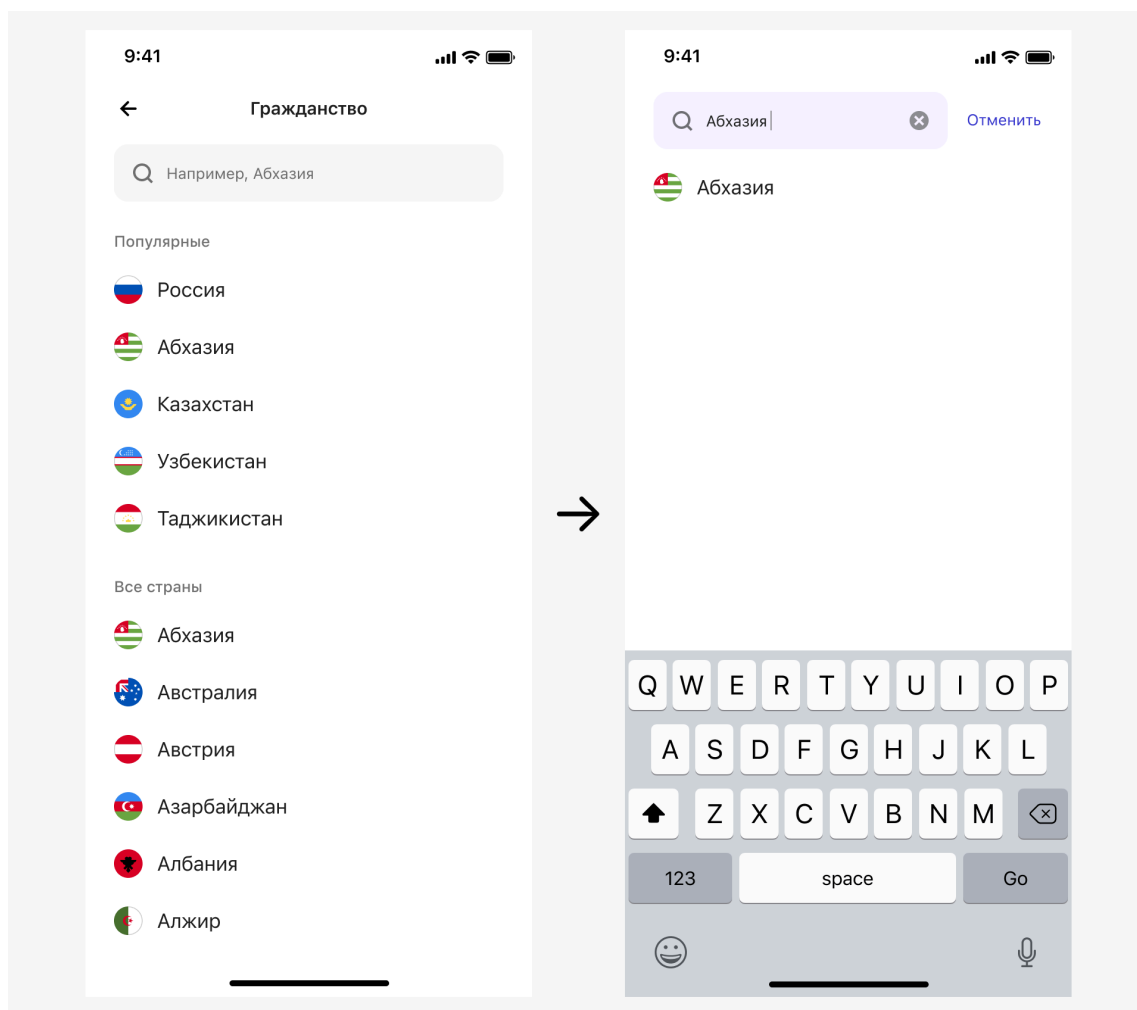 9:41
Гражданство
Например, Абхазия
Популярные
Россия
Абхазия
Казахстан
Узбекистан
Таджикистан
Все страны
Абхазия
Австралия
Австрия
Азарбайджан
Албания
Алжир
9:41
Абхазия
Отменить
Абхазия
Q W E R T Y U I O P
A S D F G H J K L
Z X C V B N M
123 space Go